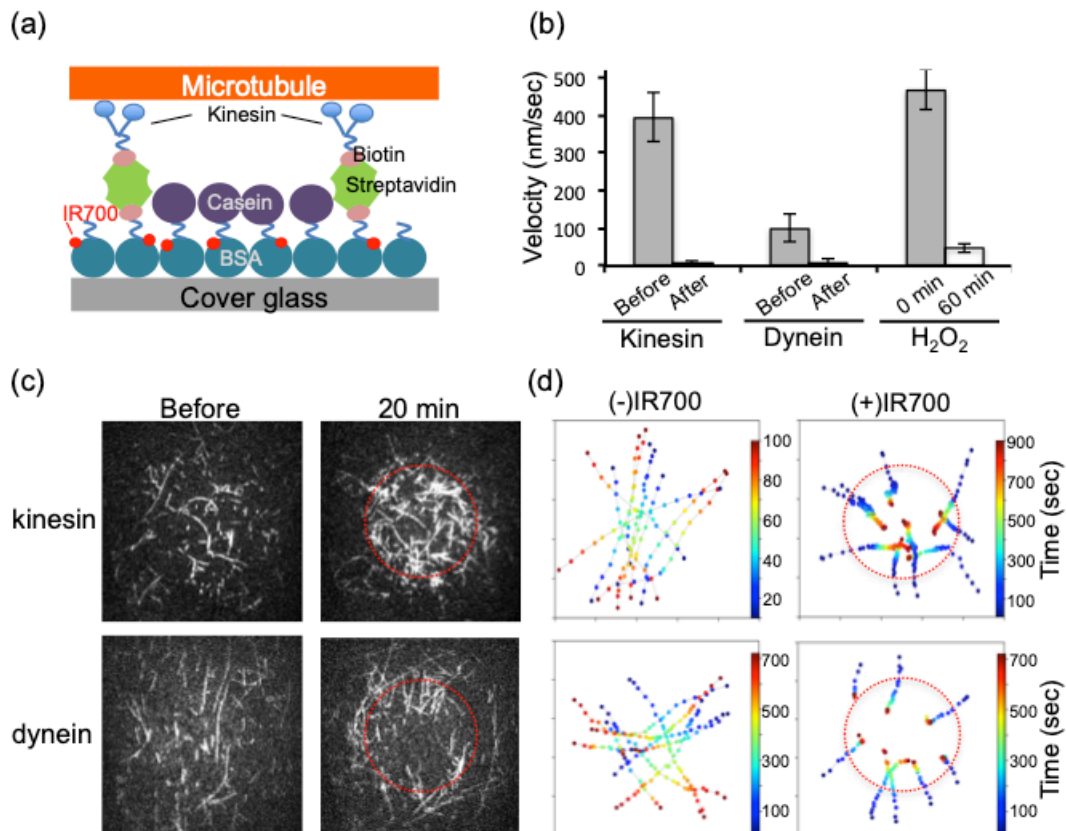 (a)
Microtubule
Kinesin
Biotin
Streptavidin
Casein
IR700
BSA
Cover glass
(b)
Velocity (nm/sec)
500
400
300
200
100
0
Before
After
Before
After
0 min
60 min
Kinesin
Dynein
H₂O₂
(c)
Before
20 min
kinesin
dynein
(d)
(-)IR700
(+)IR700
100
80
60
40
20
900
700
500
300
100
Time (sec)
700
500
300
100
700
500
300
100
Time (sec)